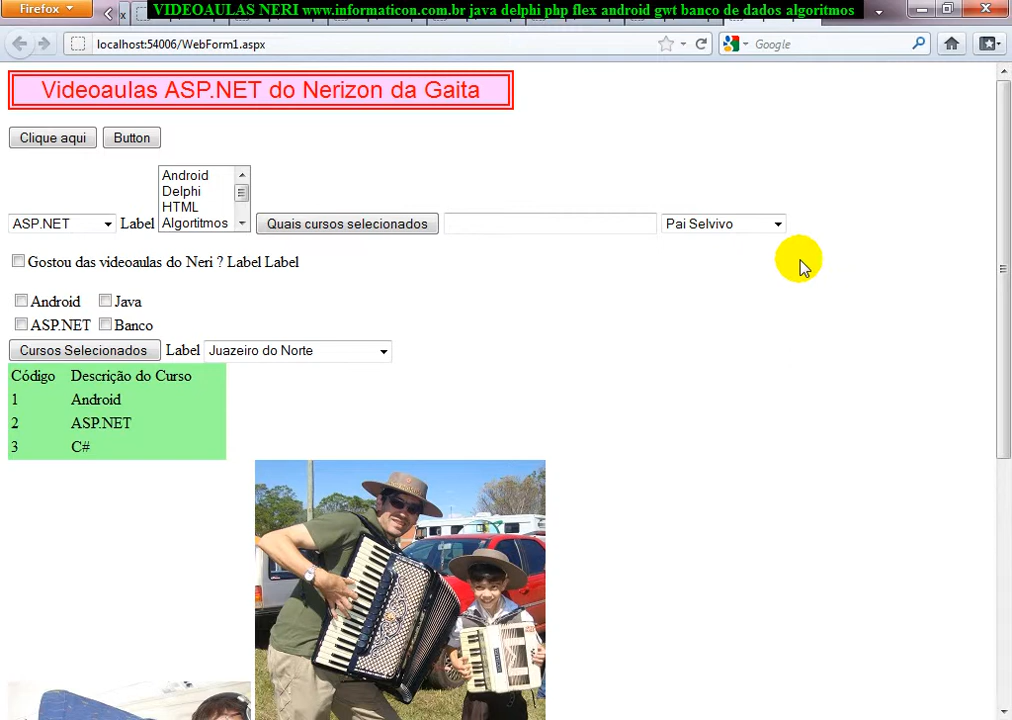 Firefox
VIDEOAULAS NERI www.informaticon.com.br java delphi php flex android gwt banco de dados algoritmos
localhost:54006/WebForm1.aspx
Google
Videoaulas ASP.NET do Nerizon da Gaita
Clique aqui
Button
Android
Delphi
HTML
Algortitmos
ASP.NET
Label
Quais cursos selecionados
Pai Selvivo
Gostou das videoaulas do Neri ? Label Label
Android Java
ASP.NET Banco
Cursos Selecionados Label Juazeiro do Norte
Código Descrição do Curso
1 Android
2 ASP.NET
3 C#